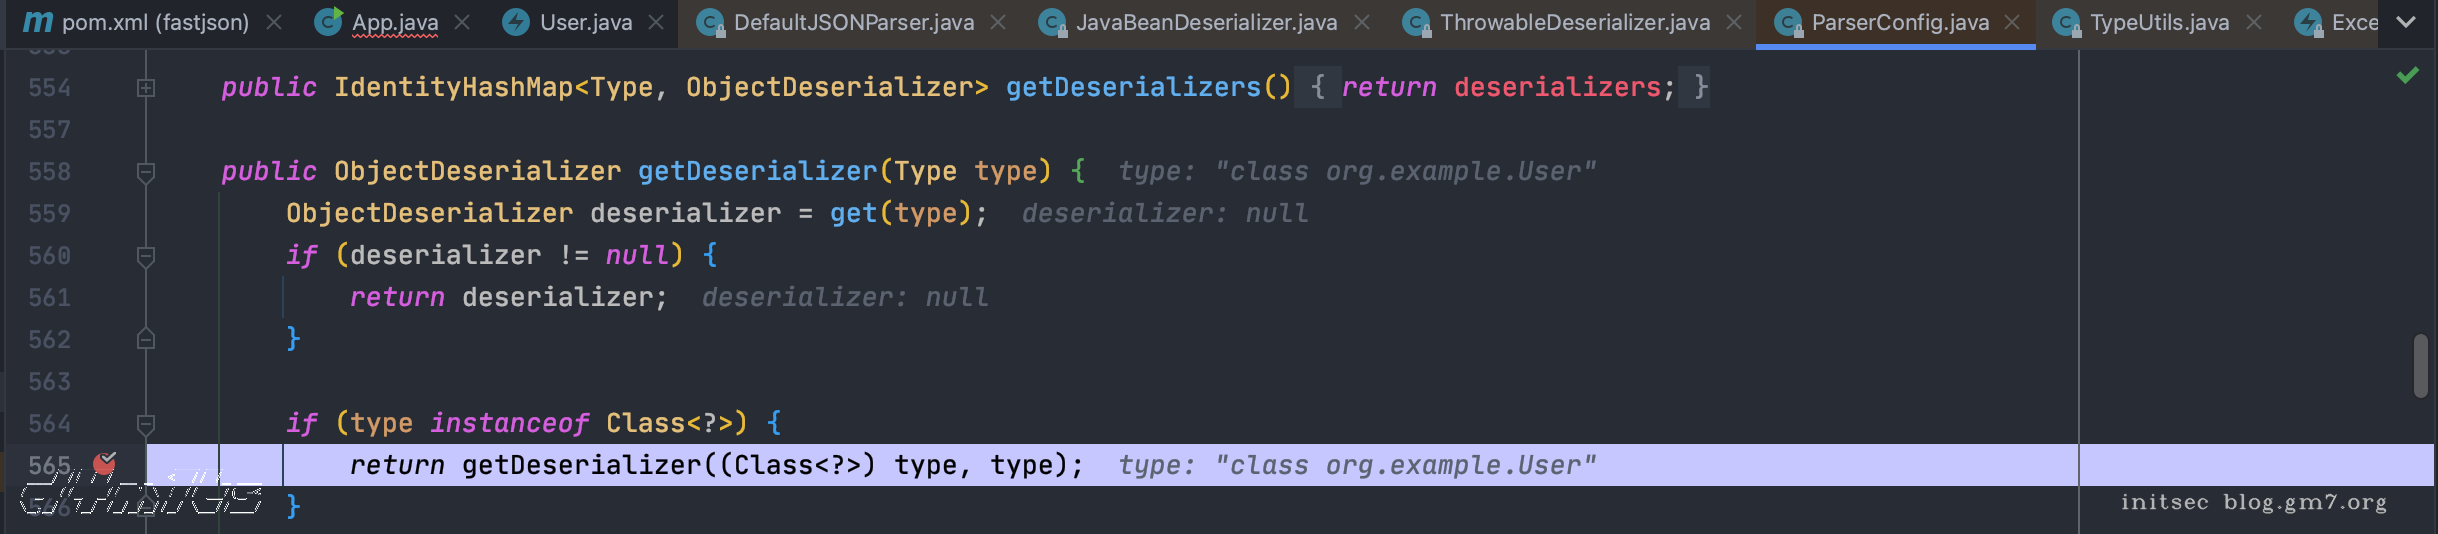 pom.xml (fastjson) App.java User.java DefaultJSONParser.java JavaBeanDeserializer.java ThrowableDeserializer.java ParserConfig.java TypeUtils.java Exce
554 public IdentityHashMap<Type, ObjectDeserializer> getDeserializers() { return deserializers; }
557
558 public ObjectDeserializer getDeserializer(Type type) { type: "class org.example.User"
559 ObjectDeserializer deserializer = get(type); deserializer: null
560 if (deserializer != null) {
561 return deserializer; deserializer: null
562 }
563
564 if (type instanceof Class<?>) {
565 return getDeserializer((Class<?>) type, type); type: "class org.example.User"
566 }
initsec blog.gm7.org